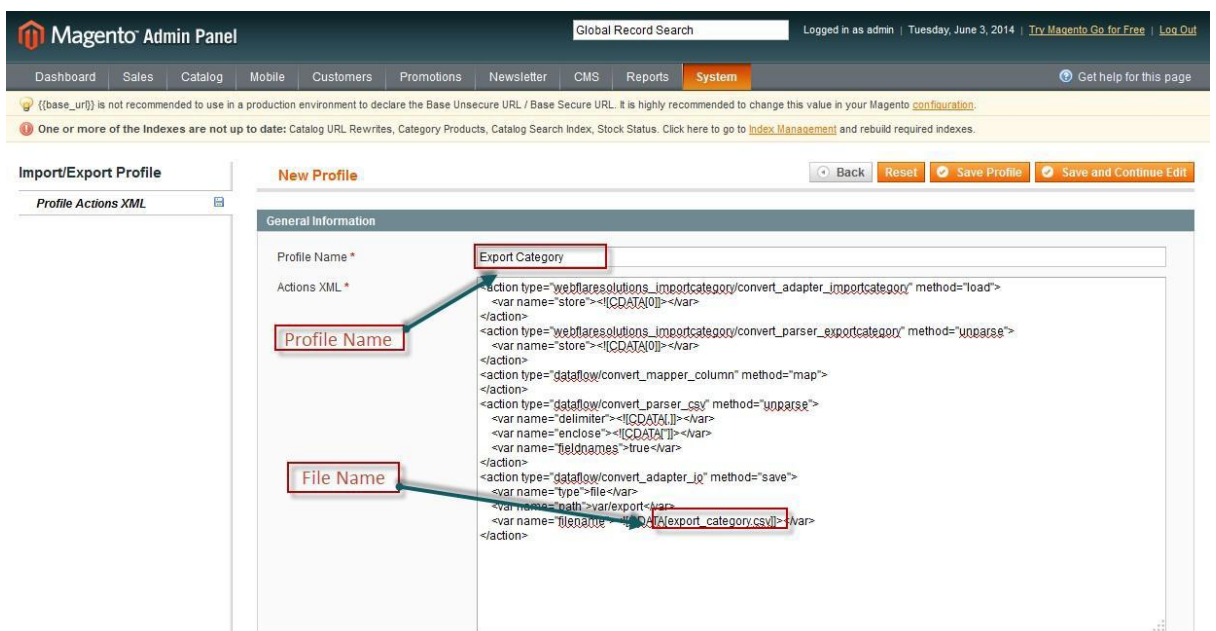 Magento Admin Panel
Global Record Search
Logged in as admin | Tuesday, June 3, 2014 | Try Magento Go for Free | Log Out
Dashboard Sales Catalog Mobile Customers Promotions Newsletter CMS Reports System Get help for this page
{{base_url}} is not recommended to use in a production environment to declare the Base Unsecure URL / Base Secure URL. It is highly recommended to change this value in your Magento configuration.
One or more of the Indexes are not up to date: Catalog URL Rewrites, Category Products, Catalog Search Index, Stock Status. Click here to go to Index Management and rebuild required indexes.
Import/Export Profile
Profile Actions XML
New Profile
Back Reset Save Profile Save and Continue Edit
General Information
Profile Name *
Export Category
Actions XML *
<action type="webflaresolutions_importcategory/convert_adapter_importcategory" method="load">
<var name="store"><![CDATA[0]]></var>
</action>
<action type="webflaresolutions_importcategory/convert_parser_exportcategory" method="unparse">
<var name="store"><![CDATA[0]]></var>
</action>
<action type="dataflow/convert_mapper_column" method="map">
</action>
<action type="dataflow/convert_parser_csv" method="unparse">
<var name="delimiter"><![CDATA[,]]></var>
<var name="enclose"><![CDATA["]]></var>
<var name="fieldnames">true</var>
</action>
<action type="dataflow/convert_adapter_io" method="save">
<var name="type">file</var>
<var name="path">var/export</var>
<var name="filename"><![CDATA[export_category.csv]]></var>
</action>
Profile Name
File Name